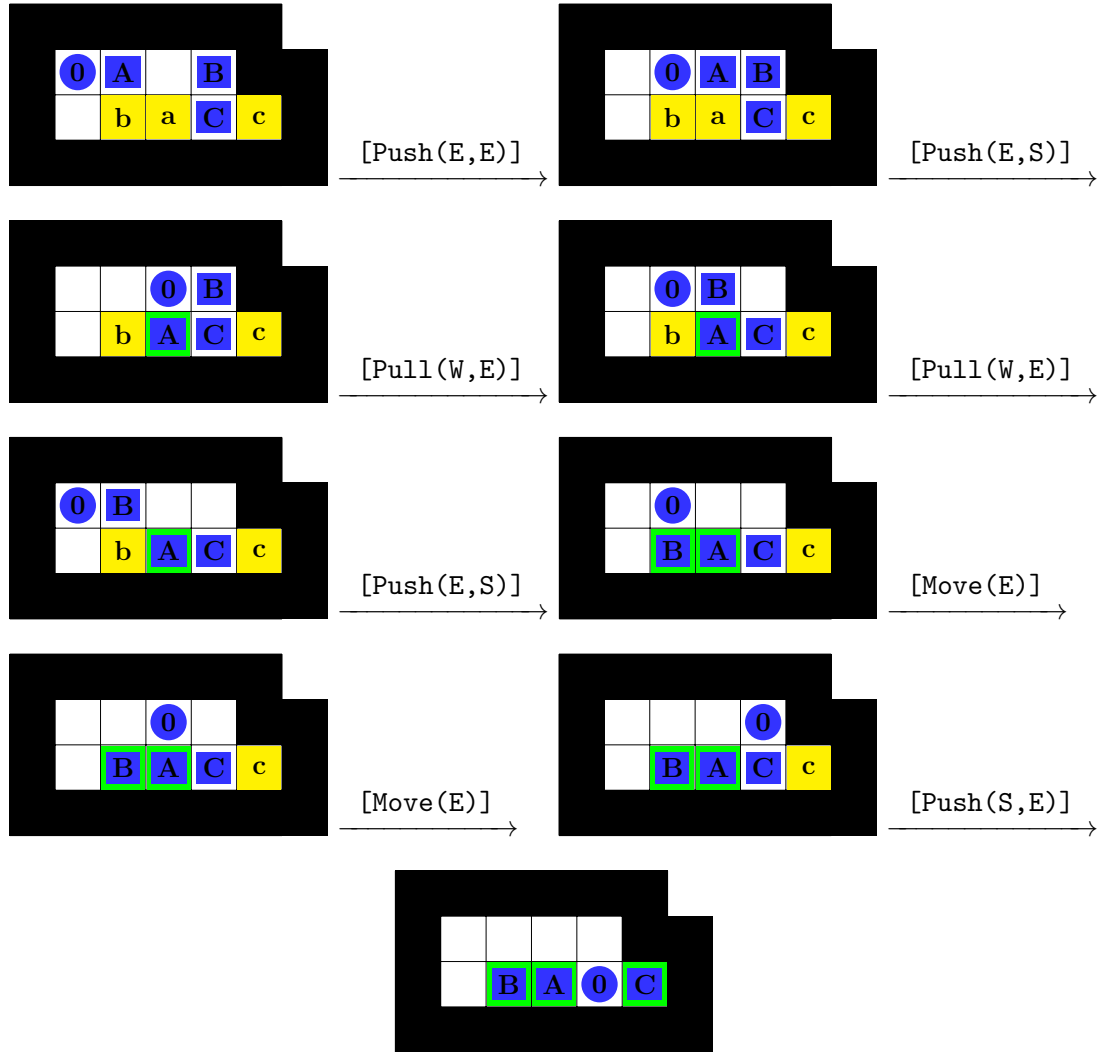 0 A B 0 A B
b a C c b a C c
[Push(E,E)] [Push(E,S)]
0 B 0 B
b A C c b A C c
[Pull(W,E)] [Pull(W,E)]
0 B 0
b A C c B A C c
[Push(E,S)] [Move(E)]
0 0
B A C c B A C c
[Move(E)] [Push(S,E)]
B A 0 C